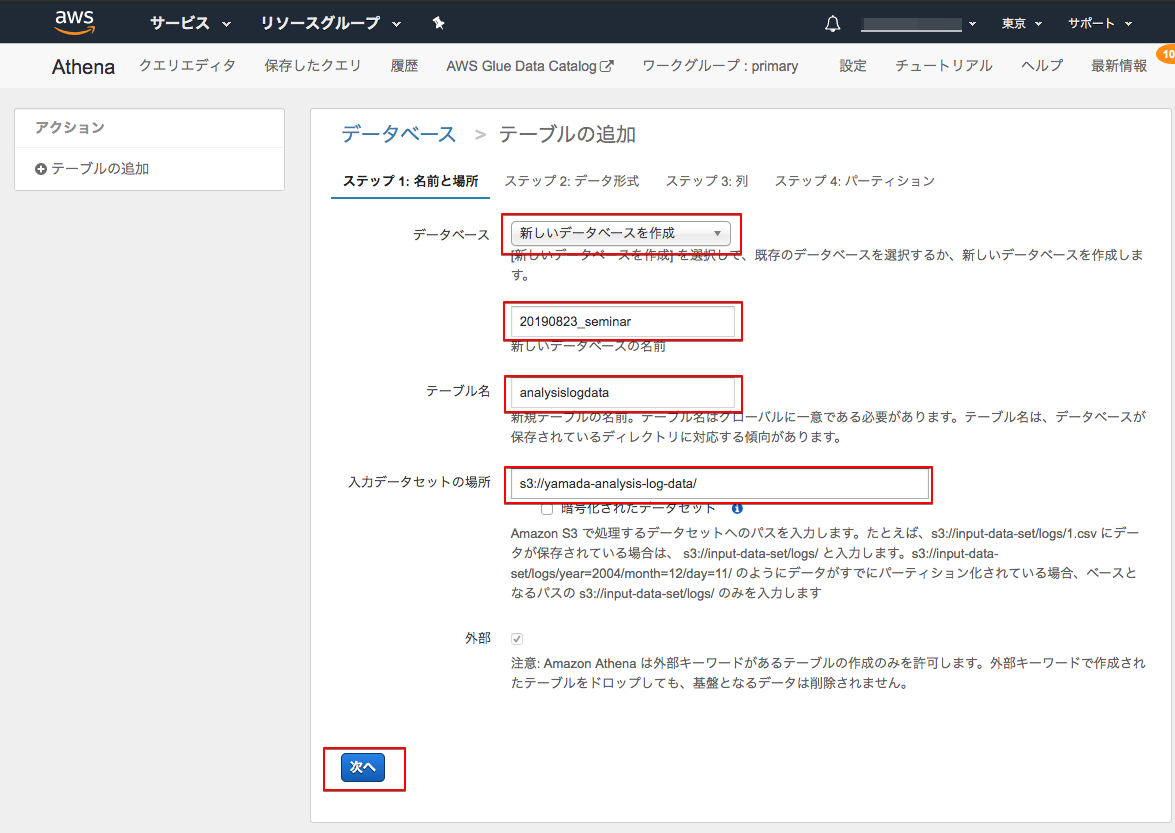 aws サービス リソースグループ 東京 サポート
Athena クエリエディタ 保存したクエリ 履歴 AWS Glue Data Catalog ワークグループ : primary 設定 チュートリアル ヘルプ 最新情報 10
アクション
テーブルの追加
データベース > テーブルの追加
ステップ 1: 名前と場所 ステップ 2: データ形式 ステップ 3: 列 ステップ 4: パーティション
データベース 新しいデータベースを作成
[新しいデータベースを作成] を選択して、既存のデータベースを選択するか、新しいデータベースを作成しま
す。
20190823_seminar
新しいデータベースの名前
テーブル名 analysislogdata
新規テーブルの名前。テーブル名はグローバルに一意である必要があります。テーブル名は、データベースが
保存されているディレクトリに対応する傾向があります。
入力データセットの場所 s3://yamada-analysis-log-data/
暗号化されたデータセット
Amazon S3 で処理するデータセットへのパスを入力します。たとえば、s3://input-data-set/logs/1.csv にデー
タが保存されている場合は、 s3://input-data-set/logs/ と入力します。s3://input-data-
set/logs/year=2004/month=12/day=11/ のようにデータがすでにパーティション化されている場合、ベースと
なるパスの s3://input-data-set/logs/ のみを入力します
外部
注意: Amazon Athena は外部キーワードがあるテーブルの作成のみを許可します。外部キーワードで作成され
たテーブルをドロップしても、基盤となるデータは削除されません。
次へ